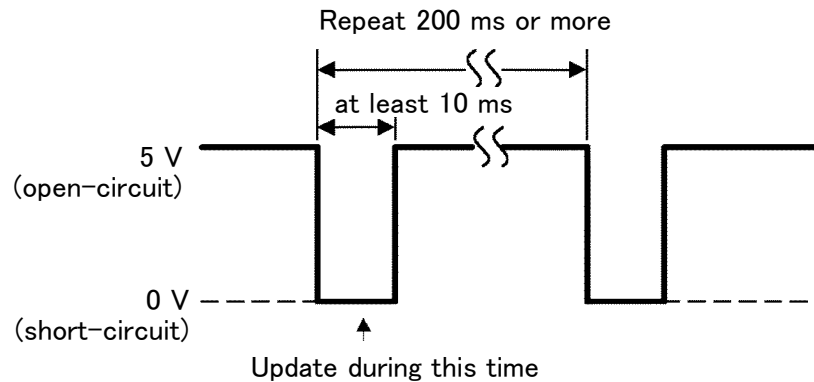 Repeat 200 ms or more
at least 10 ms
5 V
(open-circuit)
0 V
(short-circuit)
Update during this time